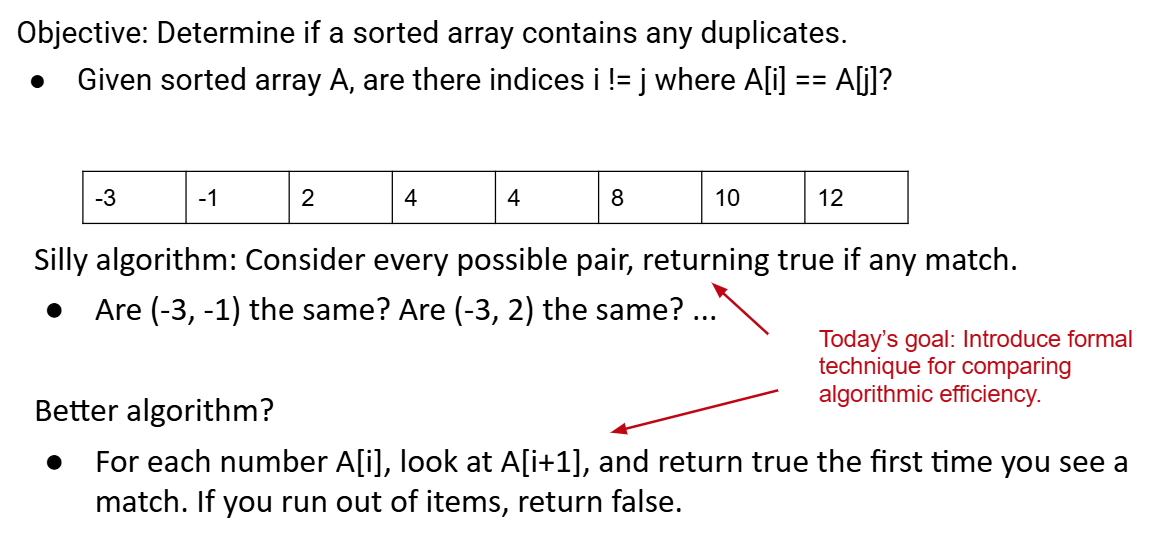 Objective: Determine if a sorted array contains any duplicates.
● Given sorted array A, are there indices i != j where A[i] == A[j]?
-3 -1 2 4 4 8 10 12
Silly algorithm: Consider every possible pair, returning true if any match.
● Are (-3, -1) the same? Are (-3, 2) the same? ...
Today's goal: Introduce formal
technique for comparing
algorithmic efficiency.
Better algorithm?
● For each number A[i], look at A[i+1], and return true the first time you see a
match. If you run out of items, return false.